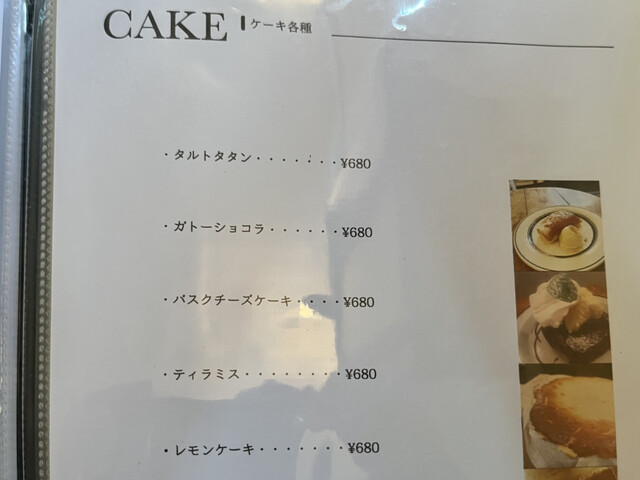 CAKE ケーキ各種
・タルトタタン・・・・・・・¥680
・ガトーショコラ・・・・・・¥680
・バスクチーズケーキ・・・・¥680
・ティラミス・・・・・・・・¥680
・レモンケーキ・・・・・・・¥680